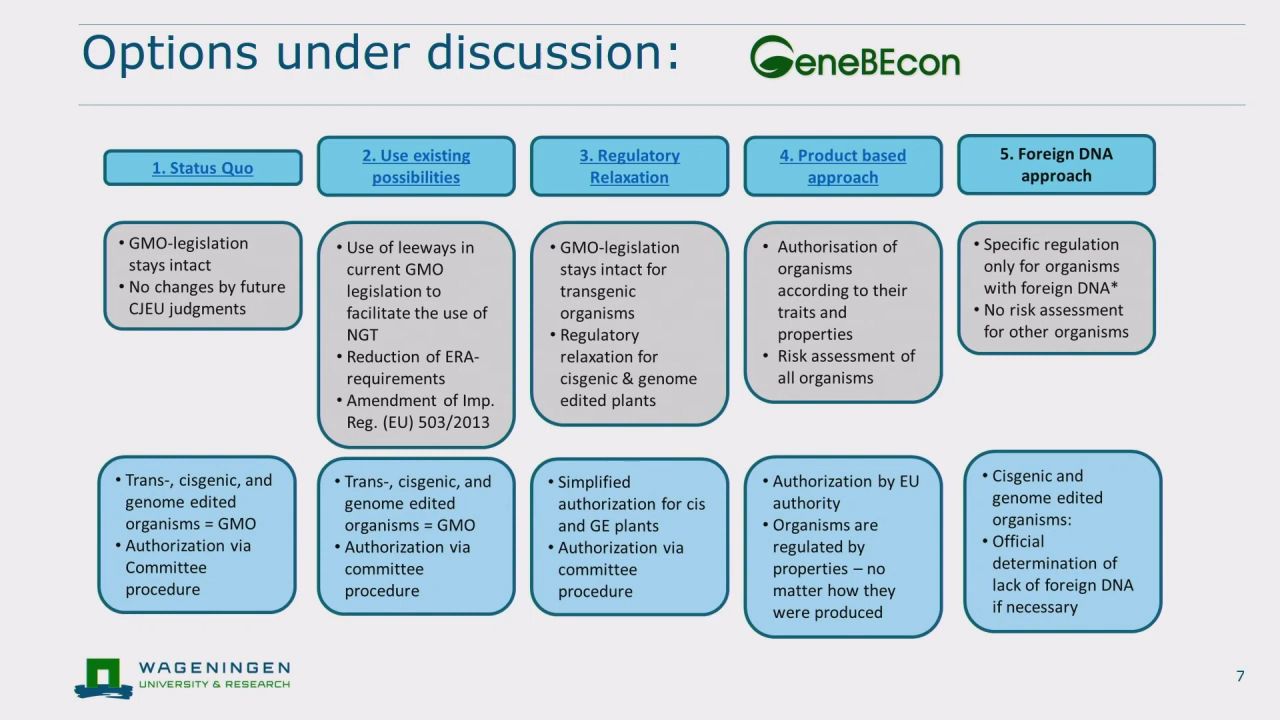 Options under discussion:
GeneBEcon
1. Status Quo
2. Use existing
possibilities
3. Regulatory
Relaxation
4. Product based
approach
5. Foreign DNA
approach
• GMO-legislation
stays intact
• No changes by future
CJEU judgments
• Use of leeways in
current GMO
legislation to
facilitate the use of
NGT
• Reduction of ERA-
requirements
• Amendment of Imp.
Reg. (EU) 503/2013
• GMO-legislation
stays intact for
transgenic
organisms
• Regulatory
relaxation for
cisgenic & genome
edited plants
• Authorisation of
organisms
according to their
traits and
properties
• Risk assessment of
all organisms
• Specific regulation
only for organisms
with foreign DNA*
• No risk assessment
for other organisms
• Trans-, cisgenic, and
genome edited
organisms = GMO
• Authorization via
Committee
procedure
• Trans-, cisgenic, and
genome edited
organisms = GMO
• Authorization via
committee
procedure
• Simplified
authorization for cis
and GE plants
• Authorization via
committee
procedure
• Authorization by EU
authority
• Organisms are
regulated by
properties – no
matter how they
were produced
• Cisgenic and
genome edited
organisms:
• Official
determination of
lack of foreign DNA
if necessary
WAGENINGEN
UNIVERSITY & RESEARCH
7